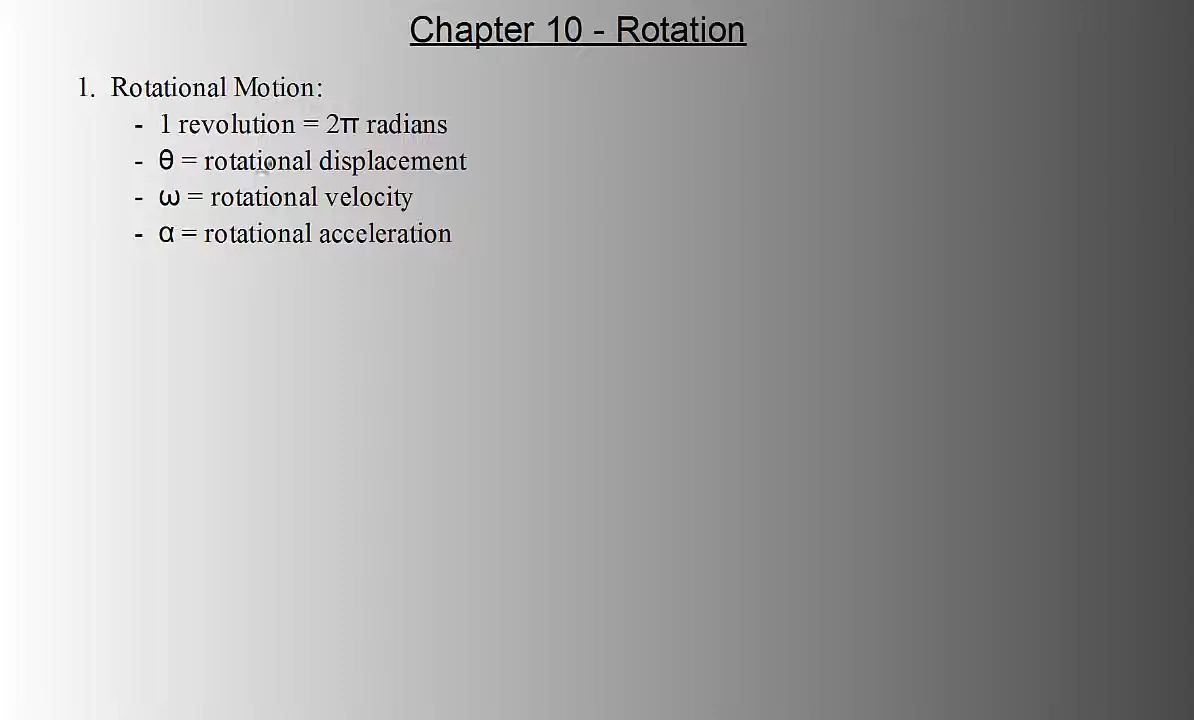 Chapter 10 - Rotation
1. Rotational Motion:
- 1 revolution = 2π radians
- θ = rotational displacement
- ω = rotational velocity
- α = rotational acceleration